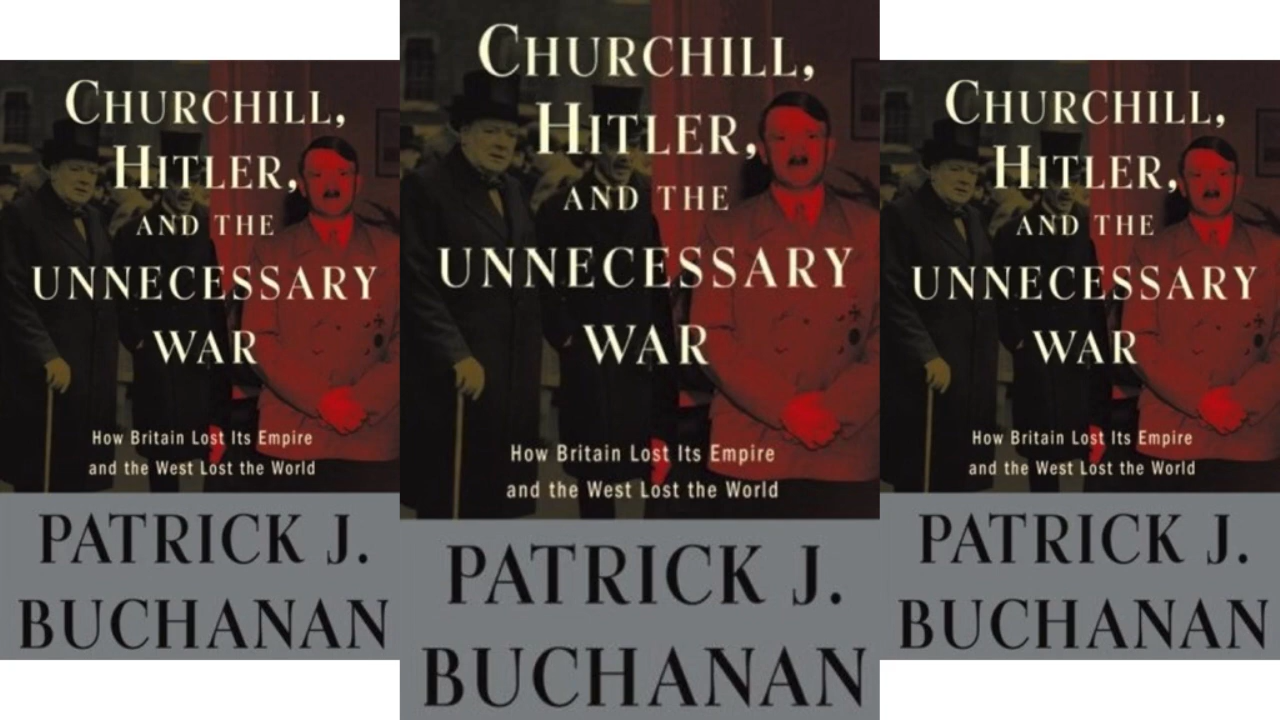 CHURCHILL,
HITLER,
AND THE
UNNECESSARY
WAR
How Britain Lost Its Empire
and the West Lost the World
PATRICK J.
BUCHANAN
CHURCHILL,
HITLER,
AND THE
UNNECESSARY
WAR
How Britain Lost Its Empire
and the West Lost the World
PATRICK J.
BUCHANAN
CHURCHILL,
HITLER,
AND THE
UNNECESSARY
WAR
How Britain Lost Its Empire
and the West Lost the World
PATRICK J.
BUCHANAN